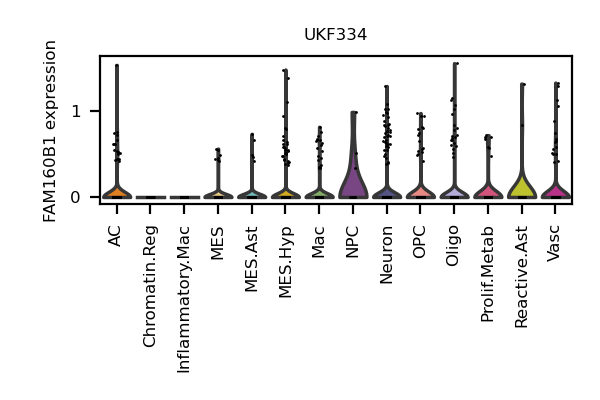 UKF334
FAM160B1 expression
1
0
AC
Chromatin.Reg
Inflammatory.Mac
MES
MES.Ast
MES.Hyp
Mac
NPC
Neuron
OPC
Oligo
Prolif.Metab
Reactive.Ast
Vasc